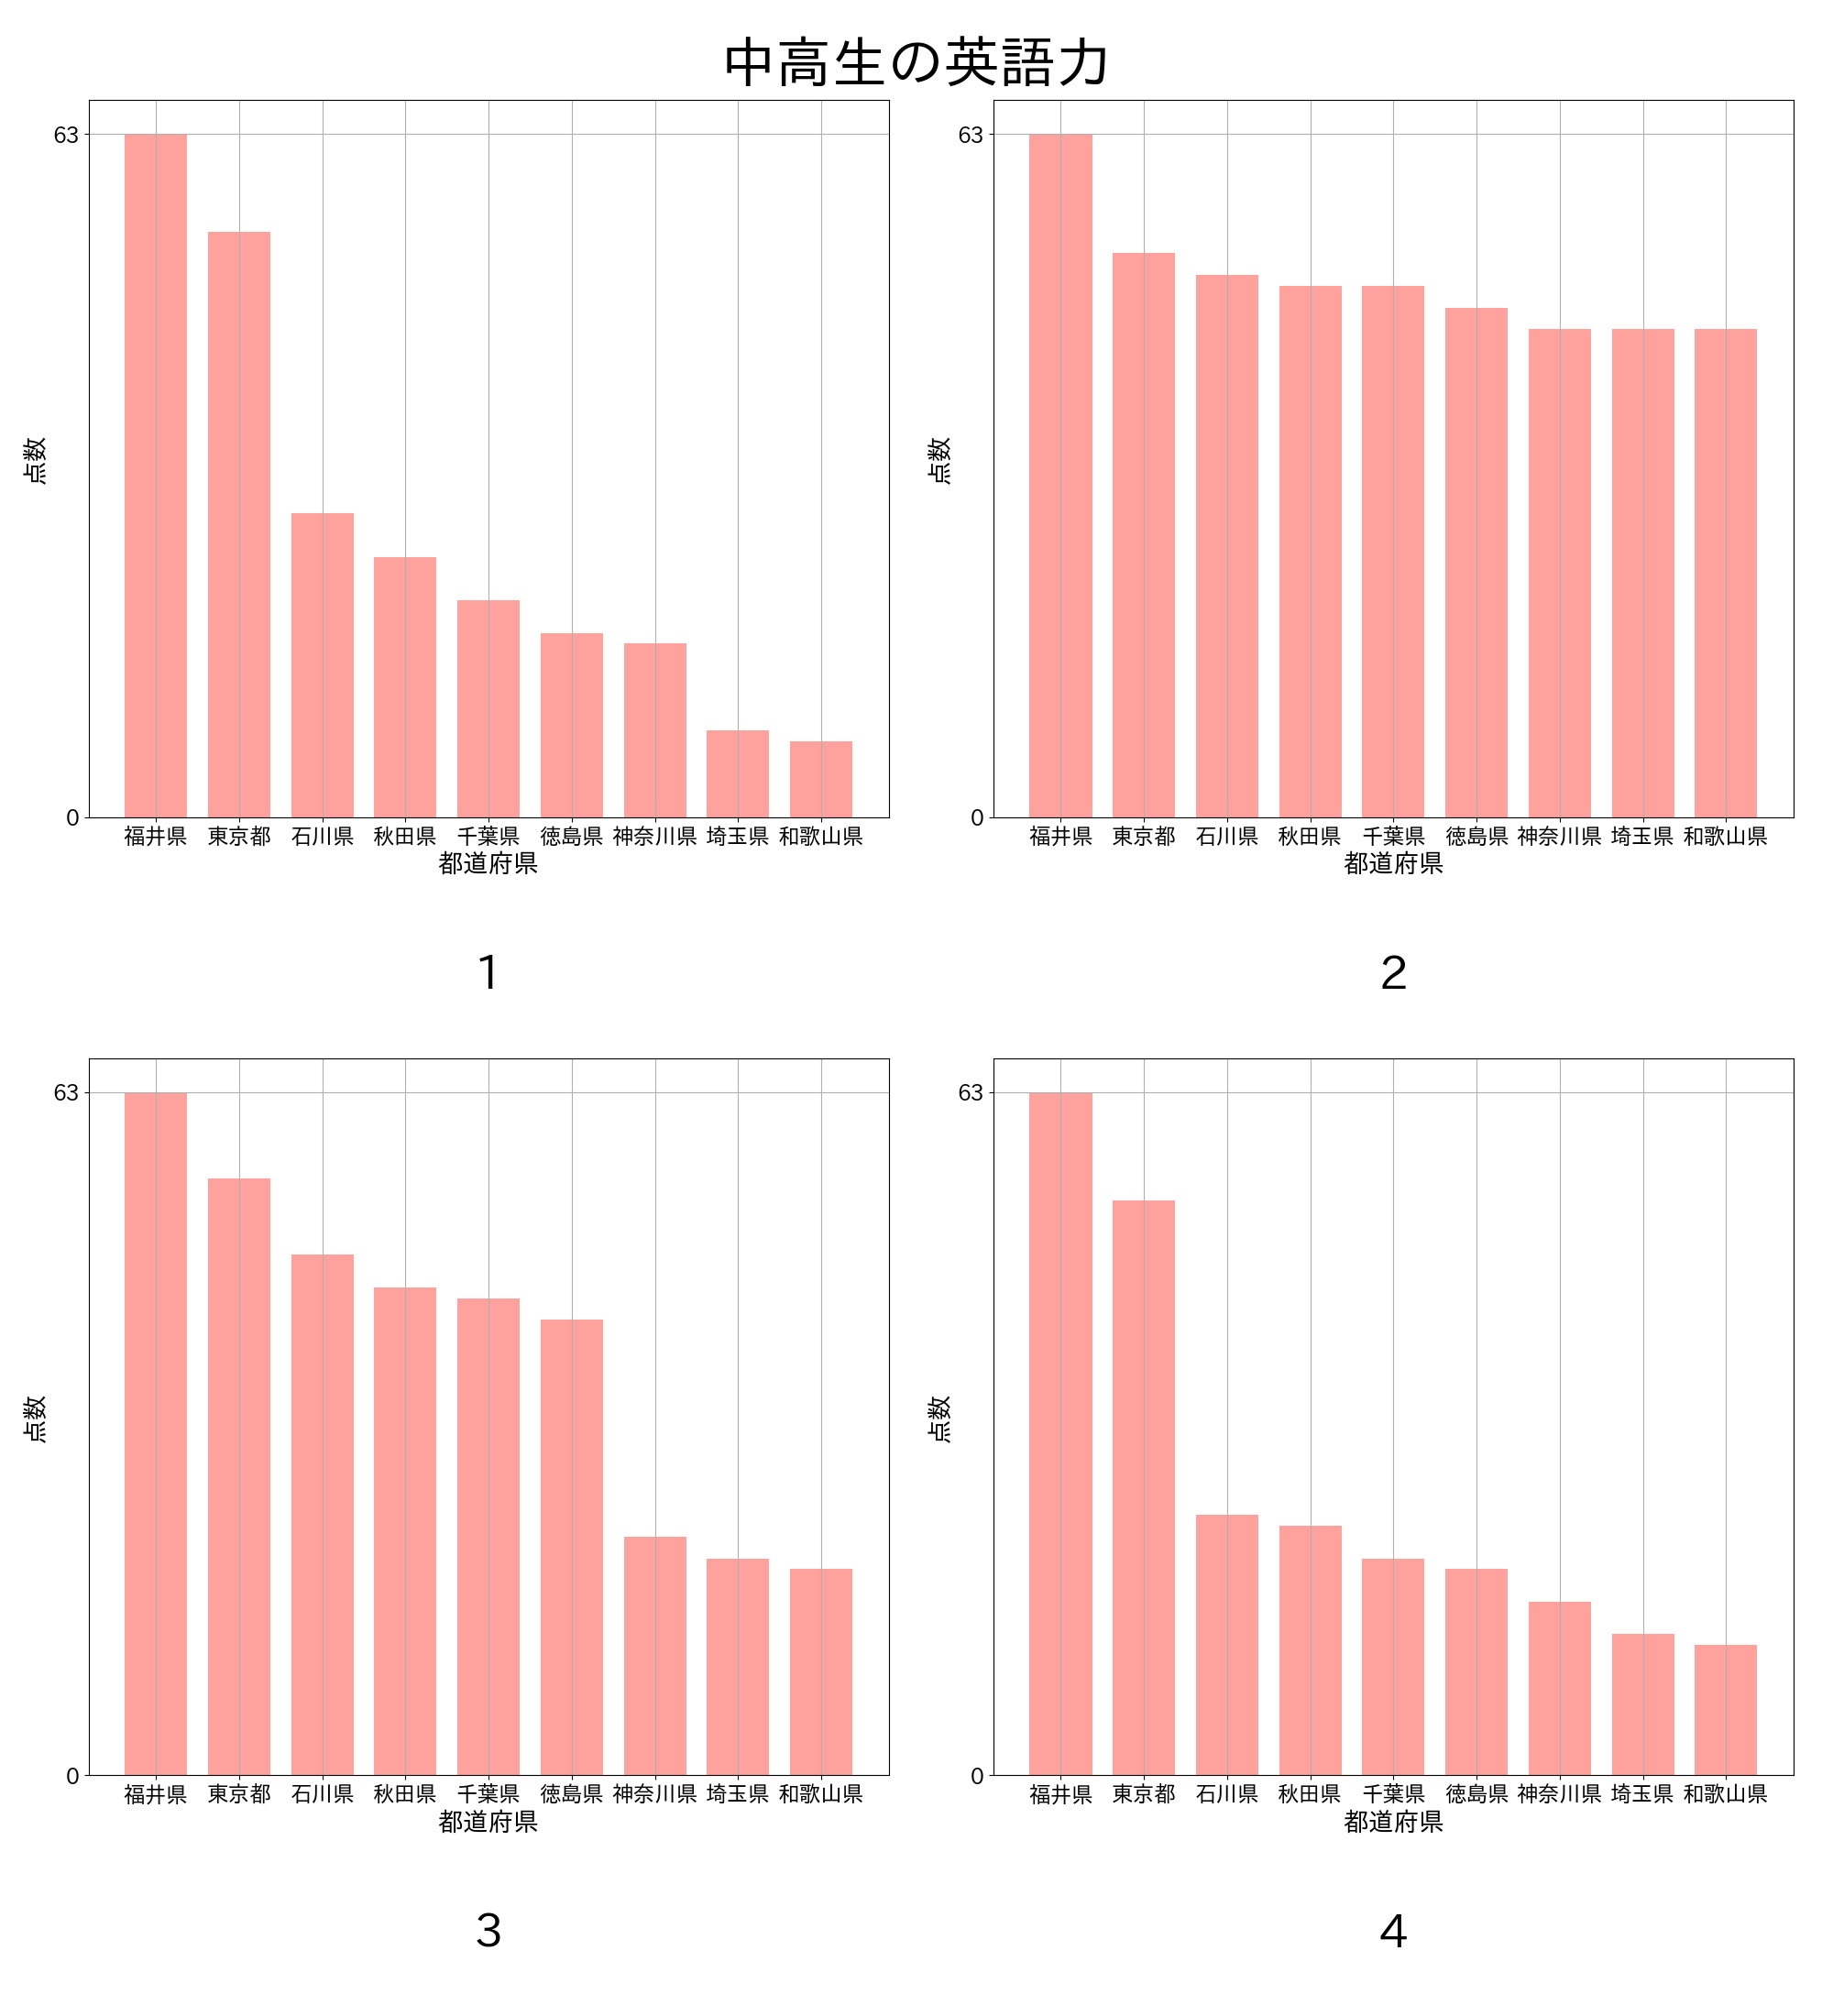 中高生の英語力
63
点数
0
福井県 東京都 石川県 秋田県 千葉県 徳島県 神奈川県 埼玉県 和歌山県
都道府県
1
63
点数
0
福井県 東京都 石川県 秋田県 千葉県 徳島県 神奈川県 埼玉県 和歌山県
都道府県
2
63
点数
0
福井県 東京都 石川県 秋田県 千葉県 徳島県 神奈川県 埼玉県 和歌山県
都道府県
3
63
点数
0
福井県 東京都 石川県 秋田県 千葉県 徳島県 神奈川県 埼玉県 和歌山県
都道府県
4